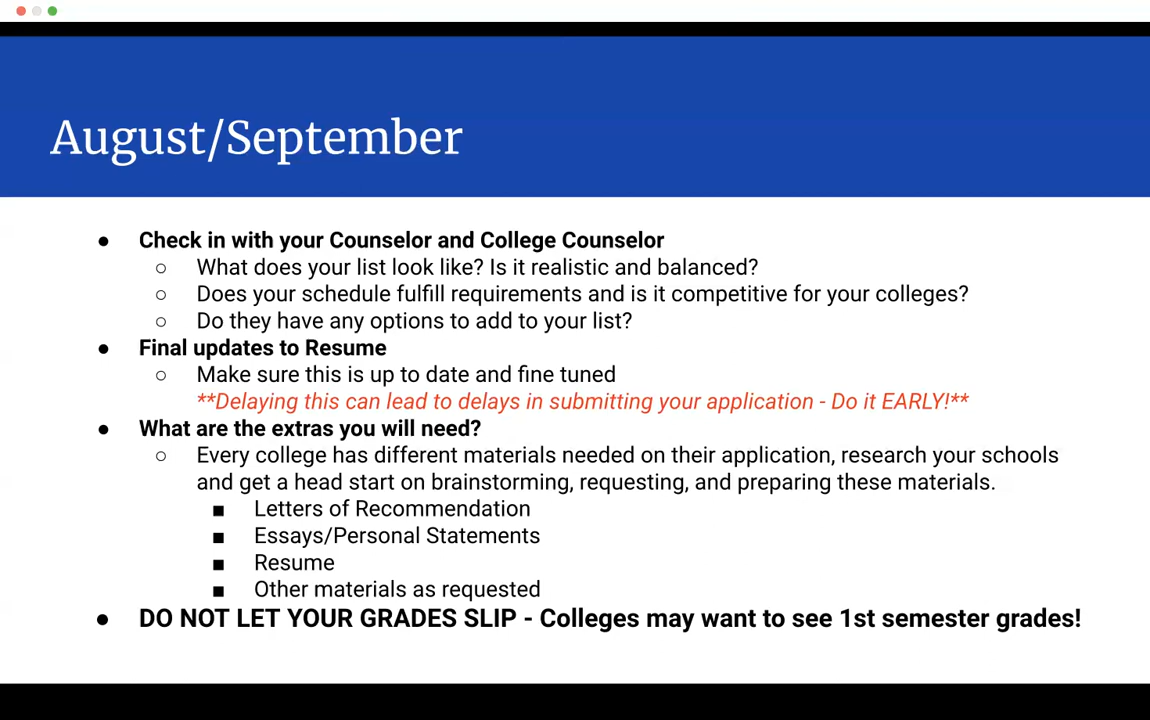 August/September
● Check in with your Counselor and College Counselor
○ What does your list look like? Is it realistic and balanced?
○ Does your schedule fulfill requirements and is it competitive for your colleges?
○ Do they have any options to add to your list?
● Final updates to Resume
○ Make sure this is up to date and fine tuned
**Delaying this can lead to delays in submitting your application - Do it EARLY!**
● What are the extras you will need?
○ Every college has different materials needed on their application, research your schools
and get a head start on brainstorming, requesting, and preparing these materials.
■ Letters of Recommendation
■ Essays/Personal Statements
■ Resume
■ Other materials as requested
● DO NOT LET YOUR GRADES SLIP - Colleges may want to see 1st semester grades!